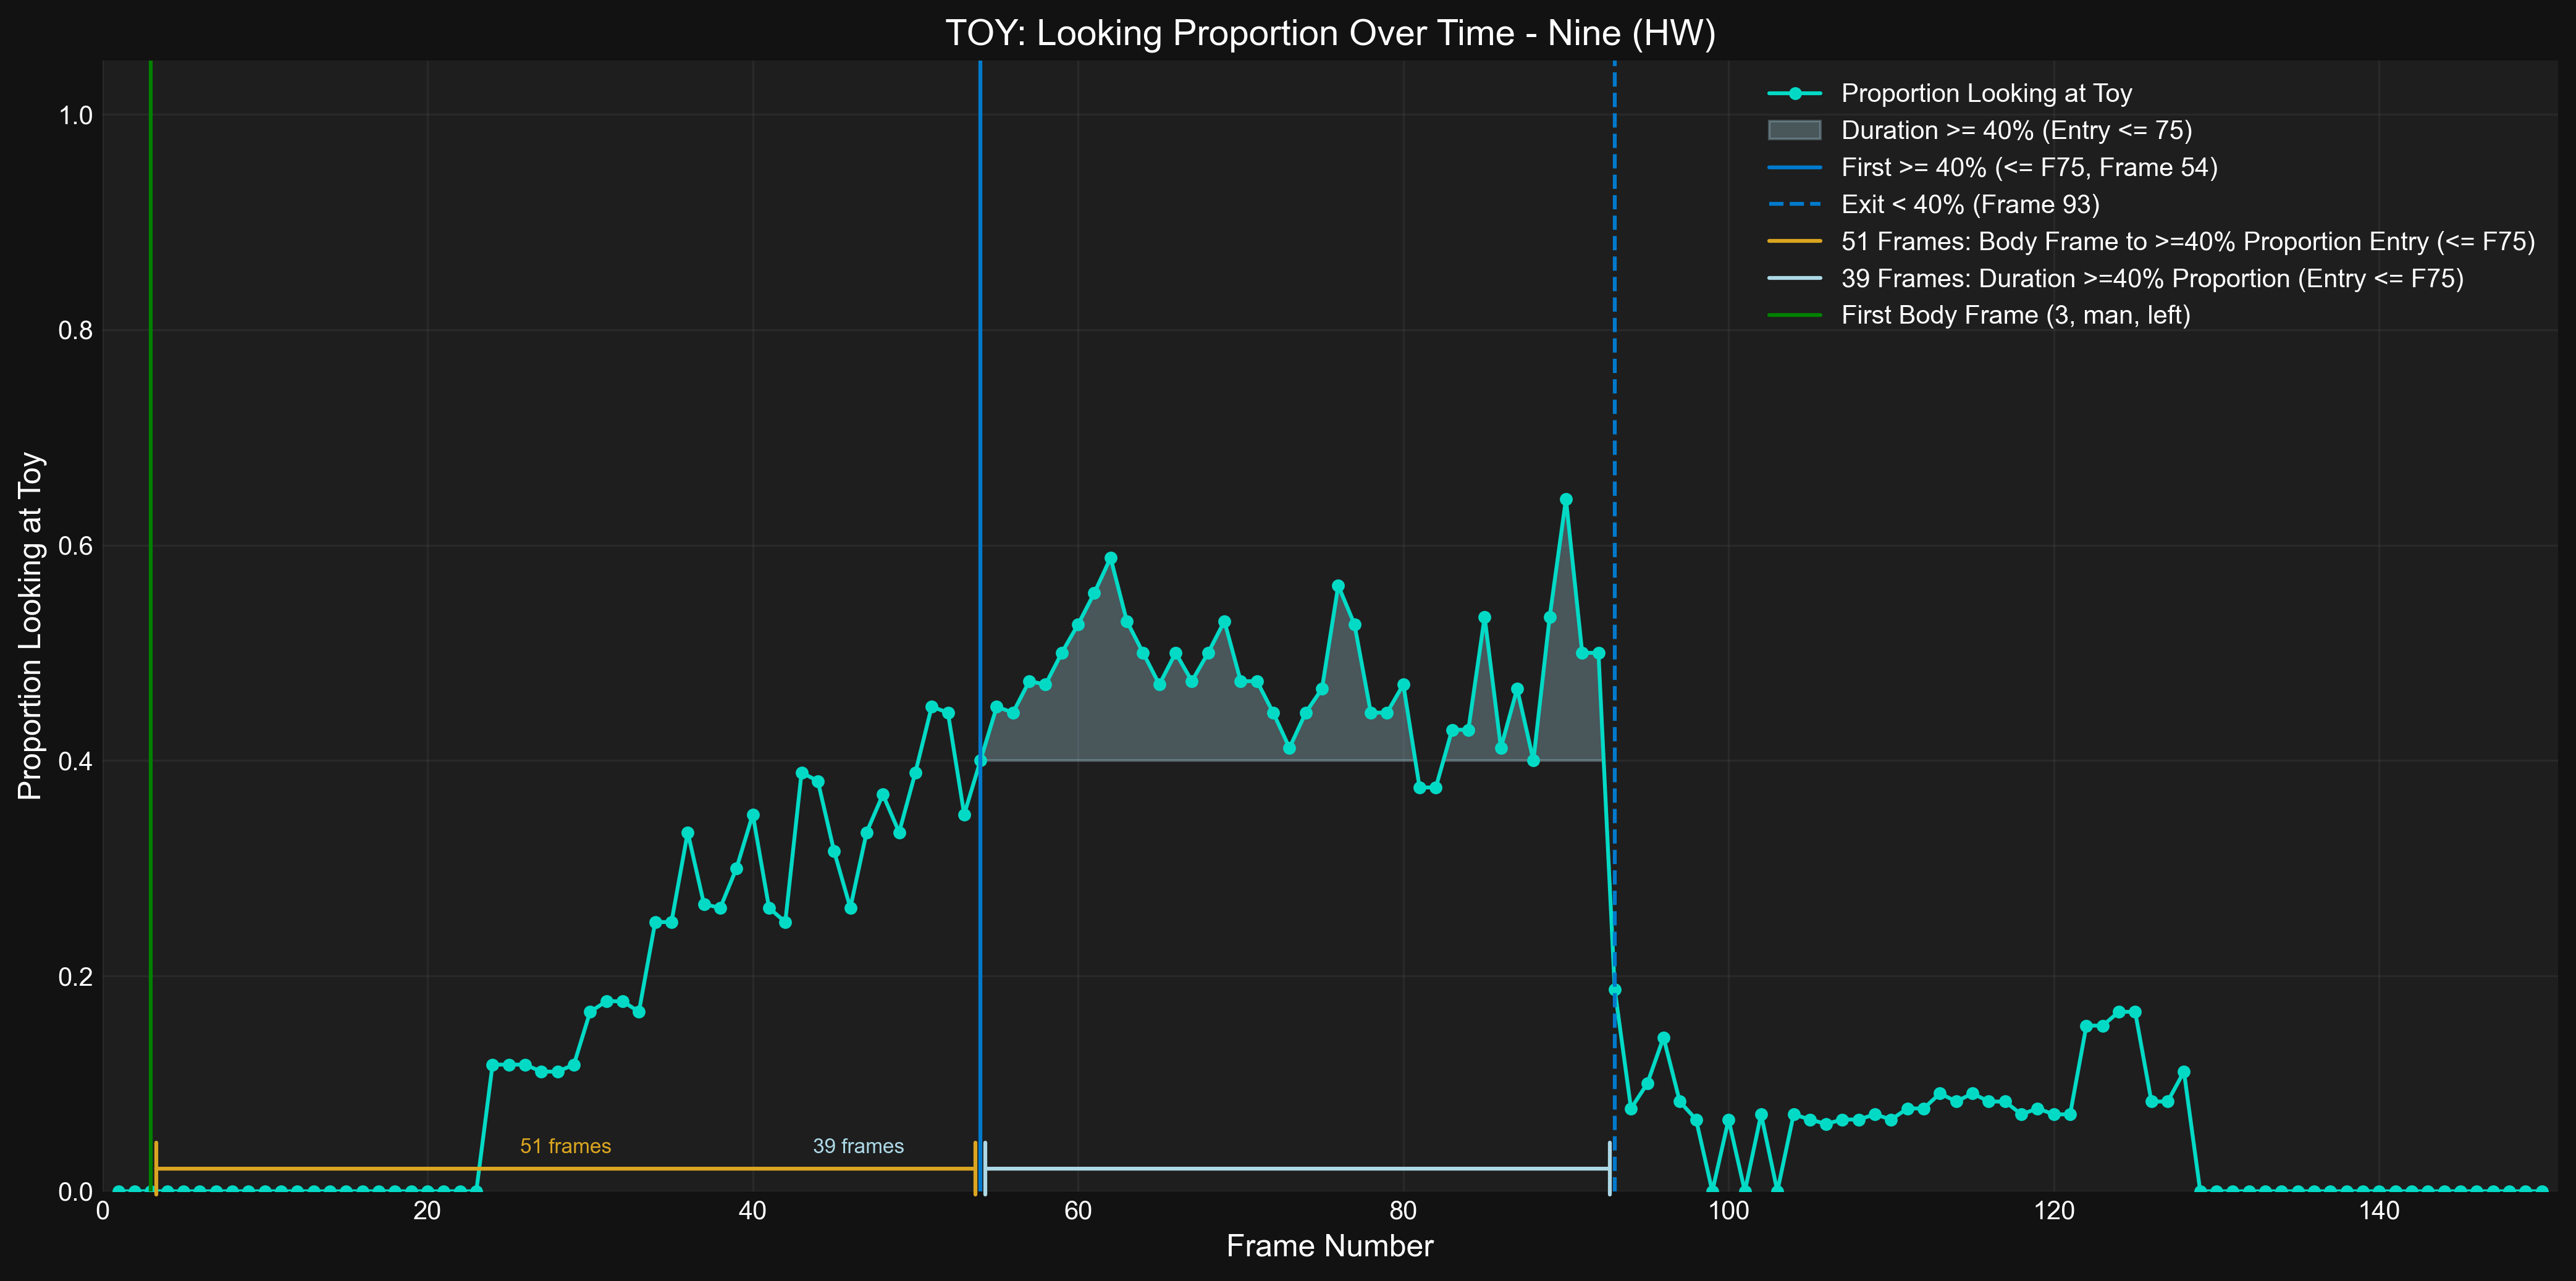 TOY: Looking Proportion Over Time - Nine (HW)
Proportion Looking at Toy
Duration >= 40% (Entry <= 75)
First >= 40% (<= F75, Frame 54)
Exit < 40% (Frame 93)
51 Frames: Body Frame to >=40% Proportion Entry (<= F75)
39 Frames: Duration >=40% Proportion (Entry <= F75)
First Body Frame (3, man, left)
Proportion Looking at Toy
1.0
0.8
0.6
0.4
0.2
0.0
51 frames
39 frames
0 20 40 60 80 100 120 140
Frame Number